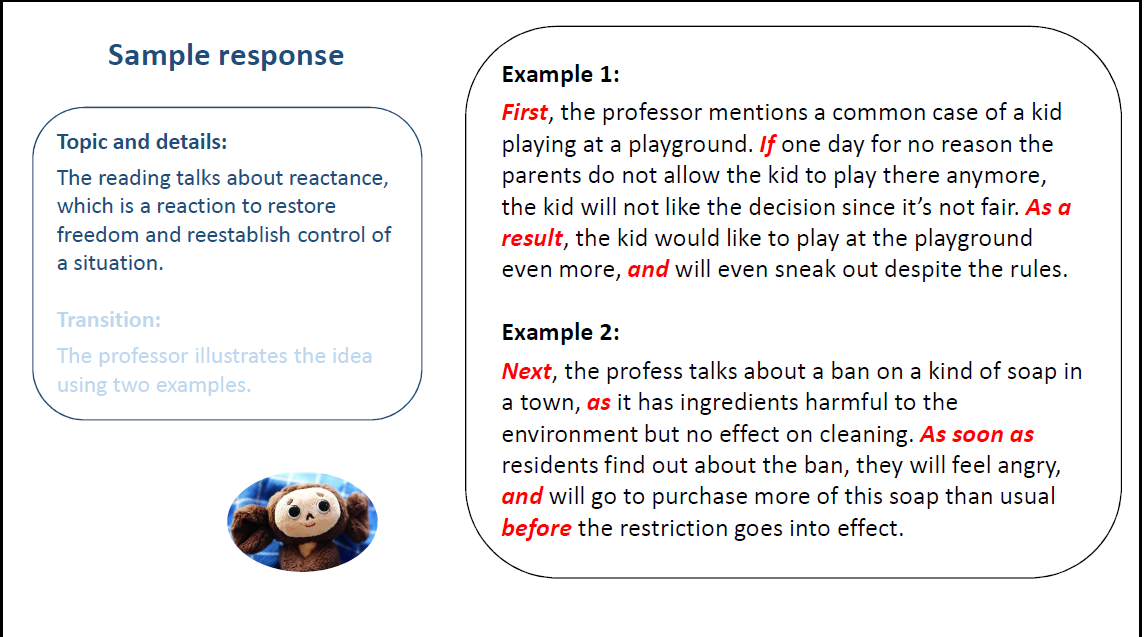 Sample response
Topic and details:
The reading talks about reactance,
which is a reaction to restore
freedom and reestablish control of
a situation.
Transition:
The professor illustrates the idea
using two examples.
Example 1:
First, the professor mentions a common case of a kid
playing at a playground. If one day for no reason the
parents do not allow the kid to play there anymore,
the kid will not like the decision since it’s not fair. As a
result, the kid would like to play at the playground
even more, and will even sneak out despite the rules.
Example 2:
Next, the profess talks about a ban on a kind of soap in
a town, as it has ingredients harmful to the
environment but no effect on cleaning. As soon as
residents find out about the ban, they will feel angry,
and will go to purchase more of this soap than usual
before the restriction goes into effect.